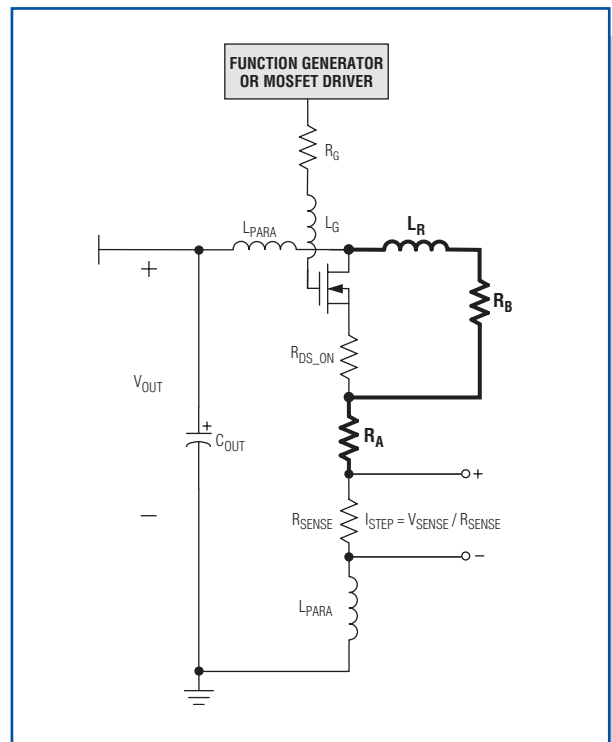 FUNCTION GENERATOR
OR MOSFET DRIVER
R_G
L_PARA
L_G
L_R
R_B
R_DS_ON
+
V_OUT
+
C_OUT
R_A
+
–
R_SENSE
I_STEP = V_SENSE / R_SENSE
–
L_PARA